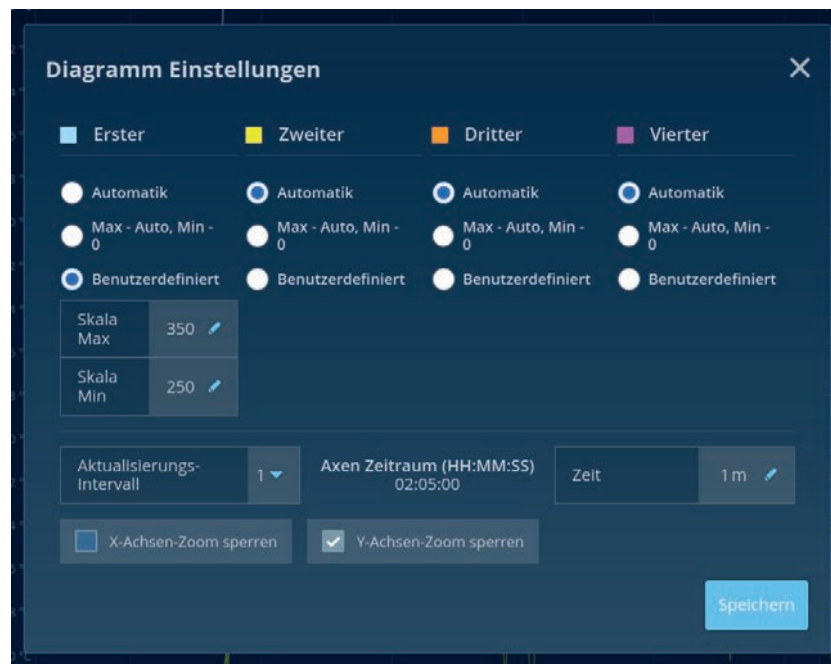 Diagramm Einstellungen
Erster
Zweiter
Dritter
Vierter
Automatik
Automatik
Automatik
Automatik
Max - Auto, Min -
0
Max - Auto, Min -
0
Max - Auto, Min -
0
Max - Auto, Min -
0
Benutzerdefiniert
Benutzerdefiniert
Benutzerdefiniert
Benutzerdefiniert
Skala
Max
350
Skala
Min
250
Aktualisierungs-
Intervall
1
Axen Zeitraum (HH:MM:SS)
02:05:00
Zeit
1 m
X-Achsen-Zoom sperren
Y-Achsen-Zoom sperren
Speichern